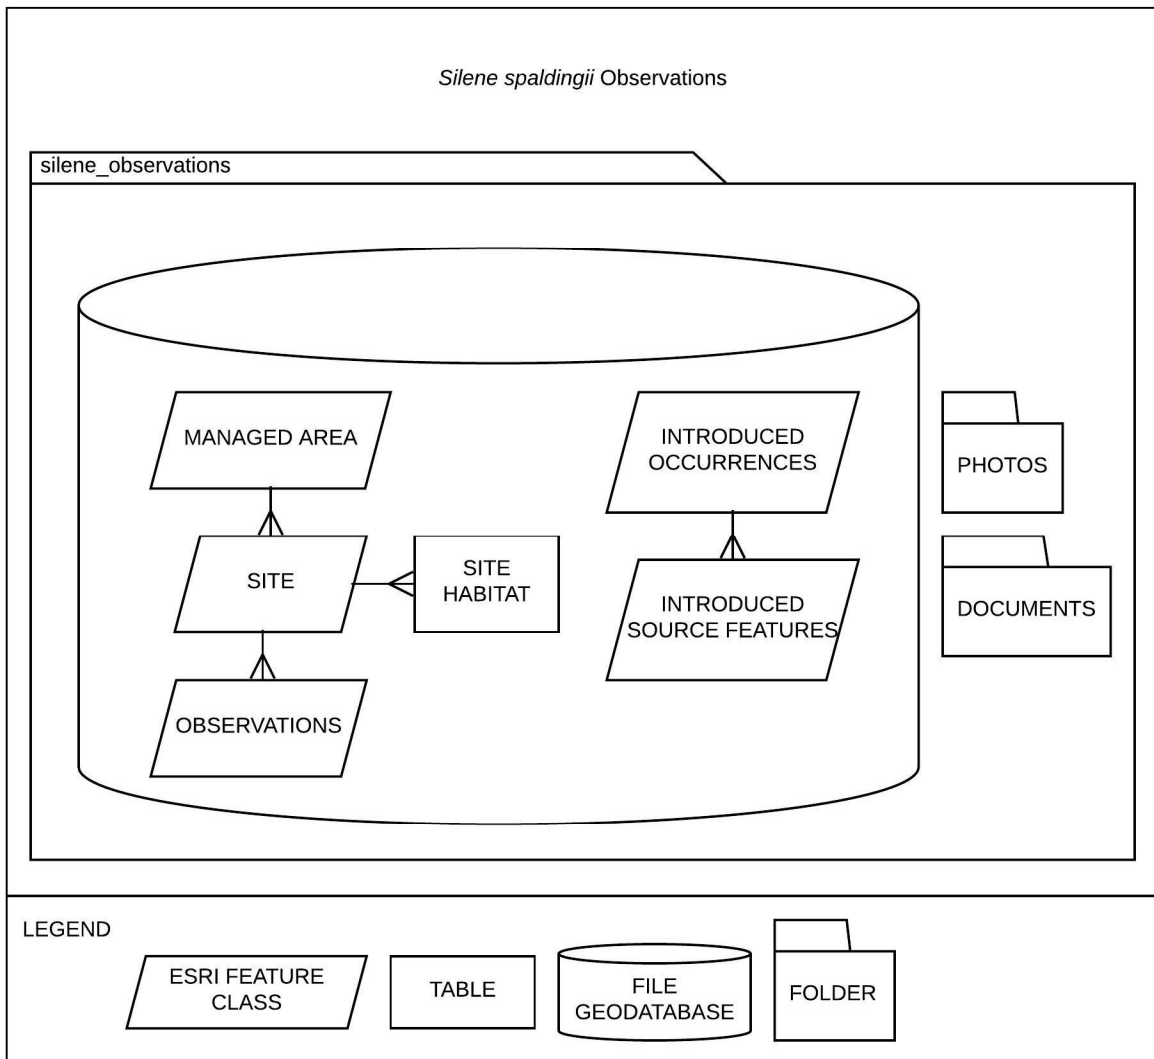 Silene spaldingii Observations
silene_observations
MANAGED AREA
SITE
SITE
HABITAT
OBSERVATIONS
INTRODUCED
OCCURRENCES
INTRODUCED
SOURCE FEATURES
PHOTOS
DOCUMENTS
LEGEND
ESRI FEATURE
CLASS
TABLE
FILE
GEODATABASE
FOLDER